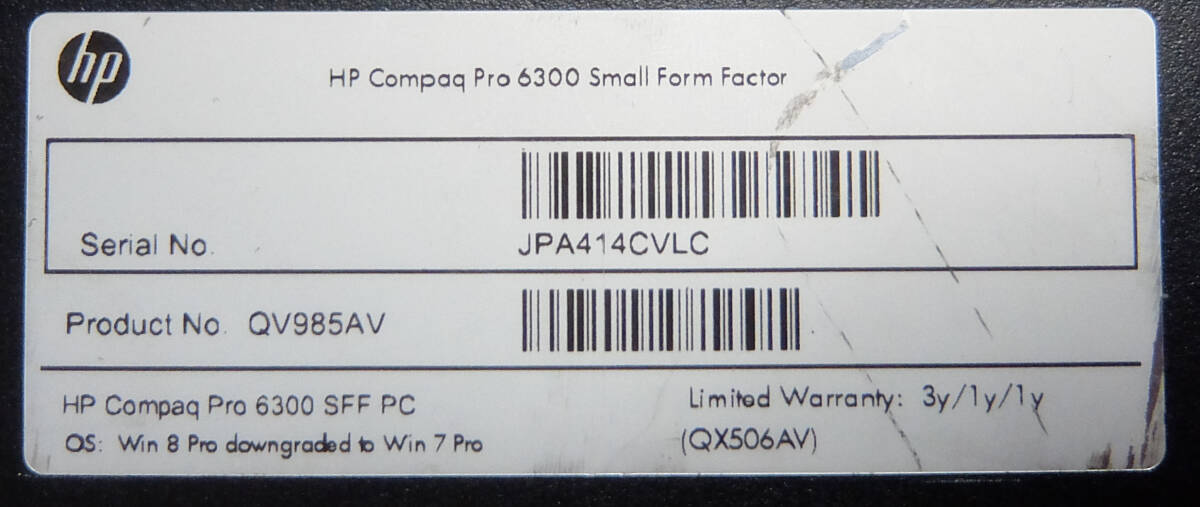 hp
HP Compaq Pro 6300 Small Form Factor
Serial No. JPA414CVLC
Product No. QV985AV
HP Compaq Pro 6300 SFF PC
OS: Win 8 Pro downgraded to Win 7 Pro
Limited Warranty: 3y/1y/1y
(QX506AV)